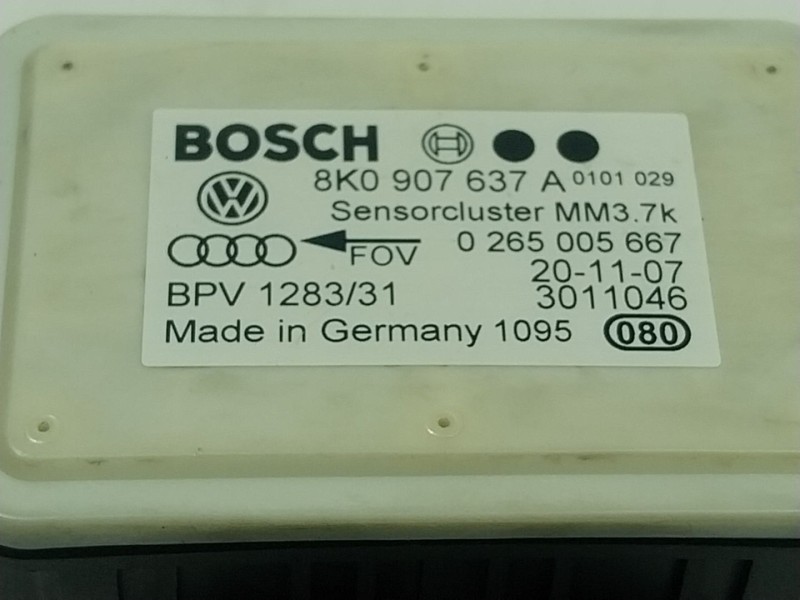 BOSCH
8K0 907 637 A 0101 029
Sensorcluster MM3.7k
FOV 0 265 005 667
20-11-07
BPV 1283/31 3011046
Made in Germany 1095 080